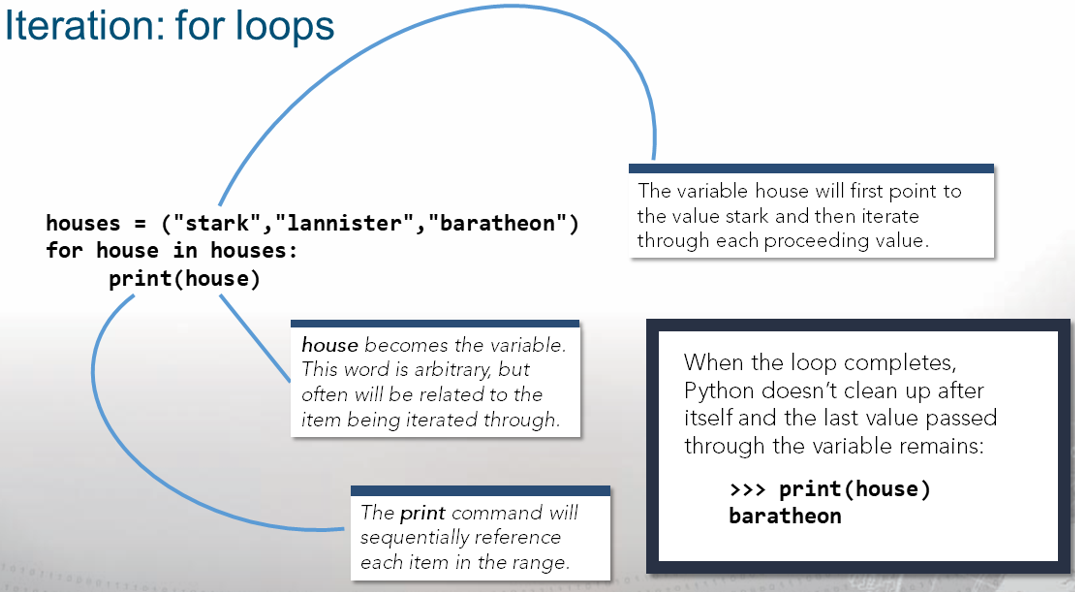 Iteration: for loops
houses = ("stark","lannister","baratheon")
for house in houses:
print(house)
The variable house will first point to
the value stark and then iterate
through each proceeding value.
house becomes the variable.
This word is arbitrary, but
often will be related to the
item being iterated through.
The print command will
sequentially reference
each item in the range.
When the loop completes,
Python doesn't clean up after
itself and the last value passed
through the variable remains:
>>> print(house)
baratheon